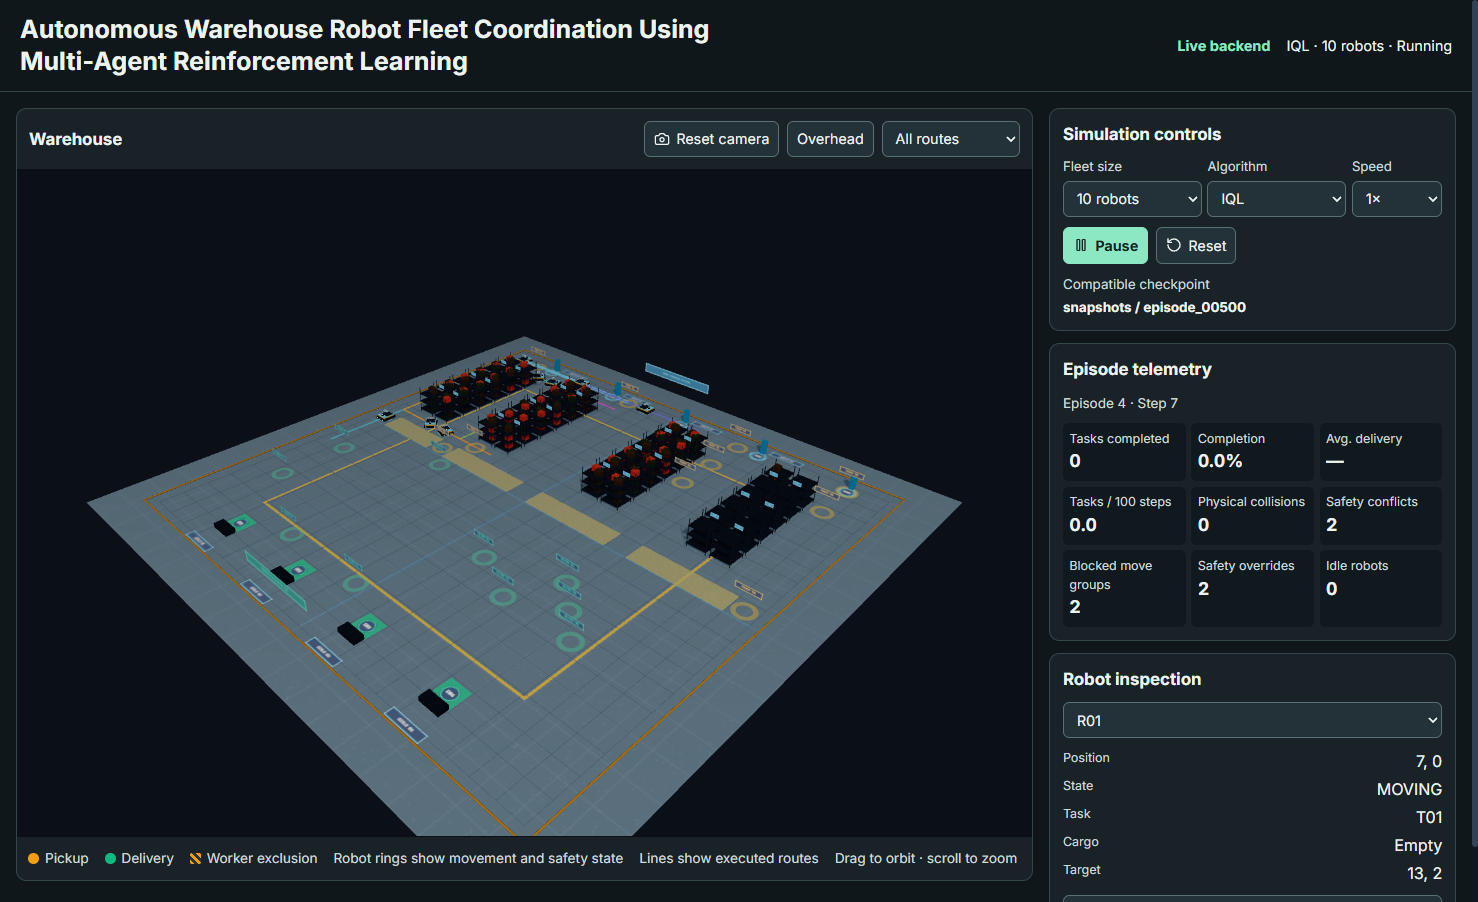 Autonomous Warehouse Robot Fleet Coordination Using
Multi-Agent Reinforcement Learning
Live backend IQL · 10 robots · Running
Warehouse
Reset camera
Overhead
All routes
Pickup
Delivery
Worker exclusion
Robot rings show movement and safety state
Lines show executed routes
Drag to orbit · scroll to zoom
Simulation controls
Fleet size Algorithm Speed
10 robots IQL 1×
Pause Reset
Compatible checkpoint
snapshots / episode_00500
Episode telemetry
Episode 4 · Step 7
Tasks completed
0
Completion
0.0%
Avg. delivery
—
Tasks / 100 steps
0.0
Physical collisions
0
Safety conflicts
2
Blocked move
groups
2
Safety overrides
2
Idle robots
0
Robot inspection
R01
Position 7, 0
State MOVING
Task T01
Cargo Empty
Target 13, 2